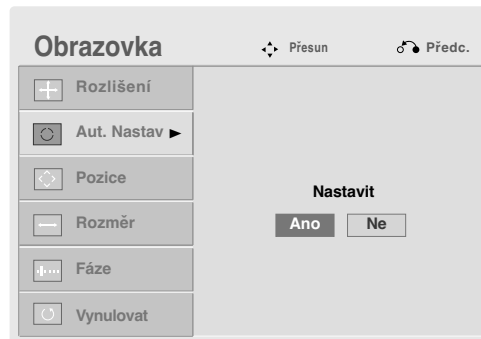 Obrazovka
Přesun
Předc.
Rozlišení
Aut. Nastav
Pozice
Rozměr
Fáze
Vynulovat
Nastavit
Ano
Ne